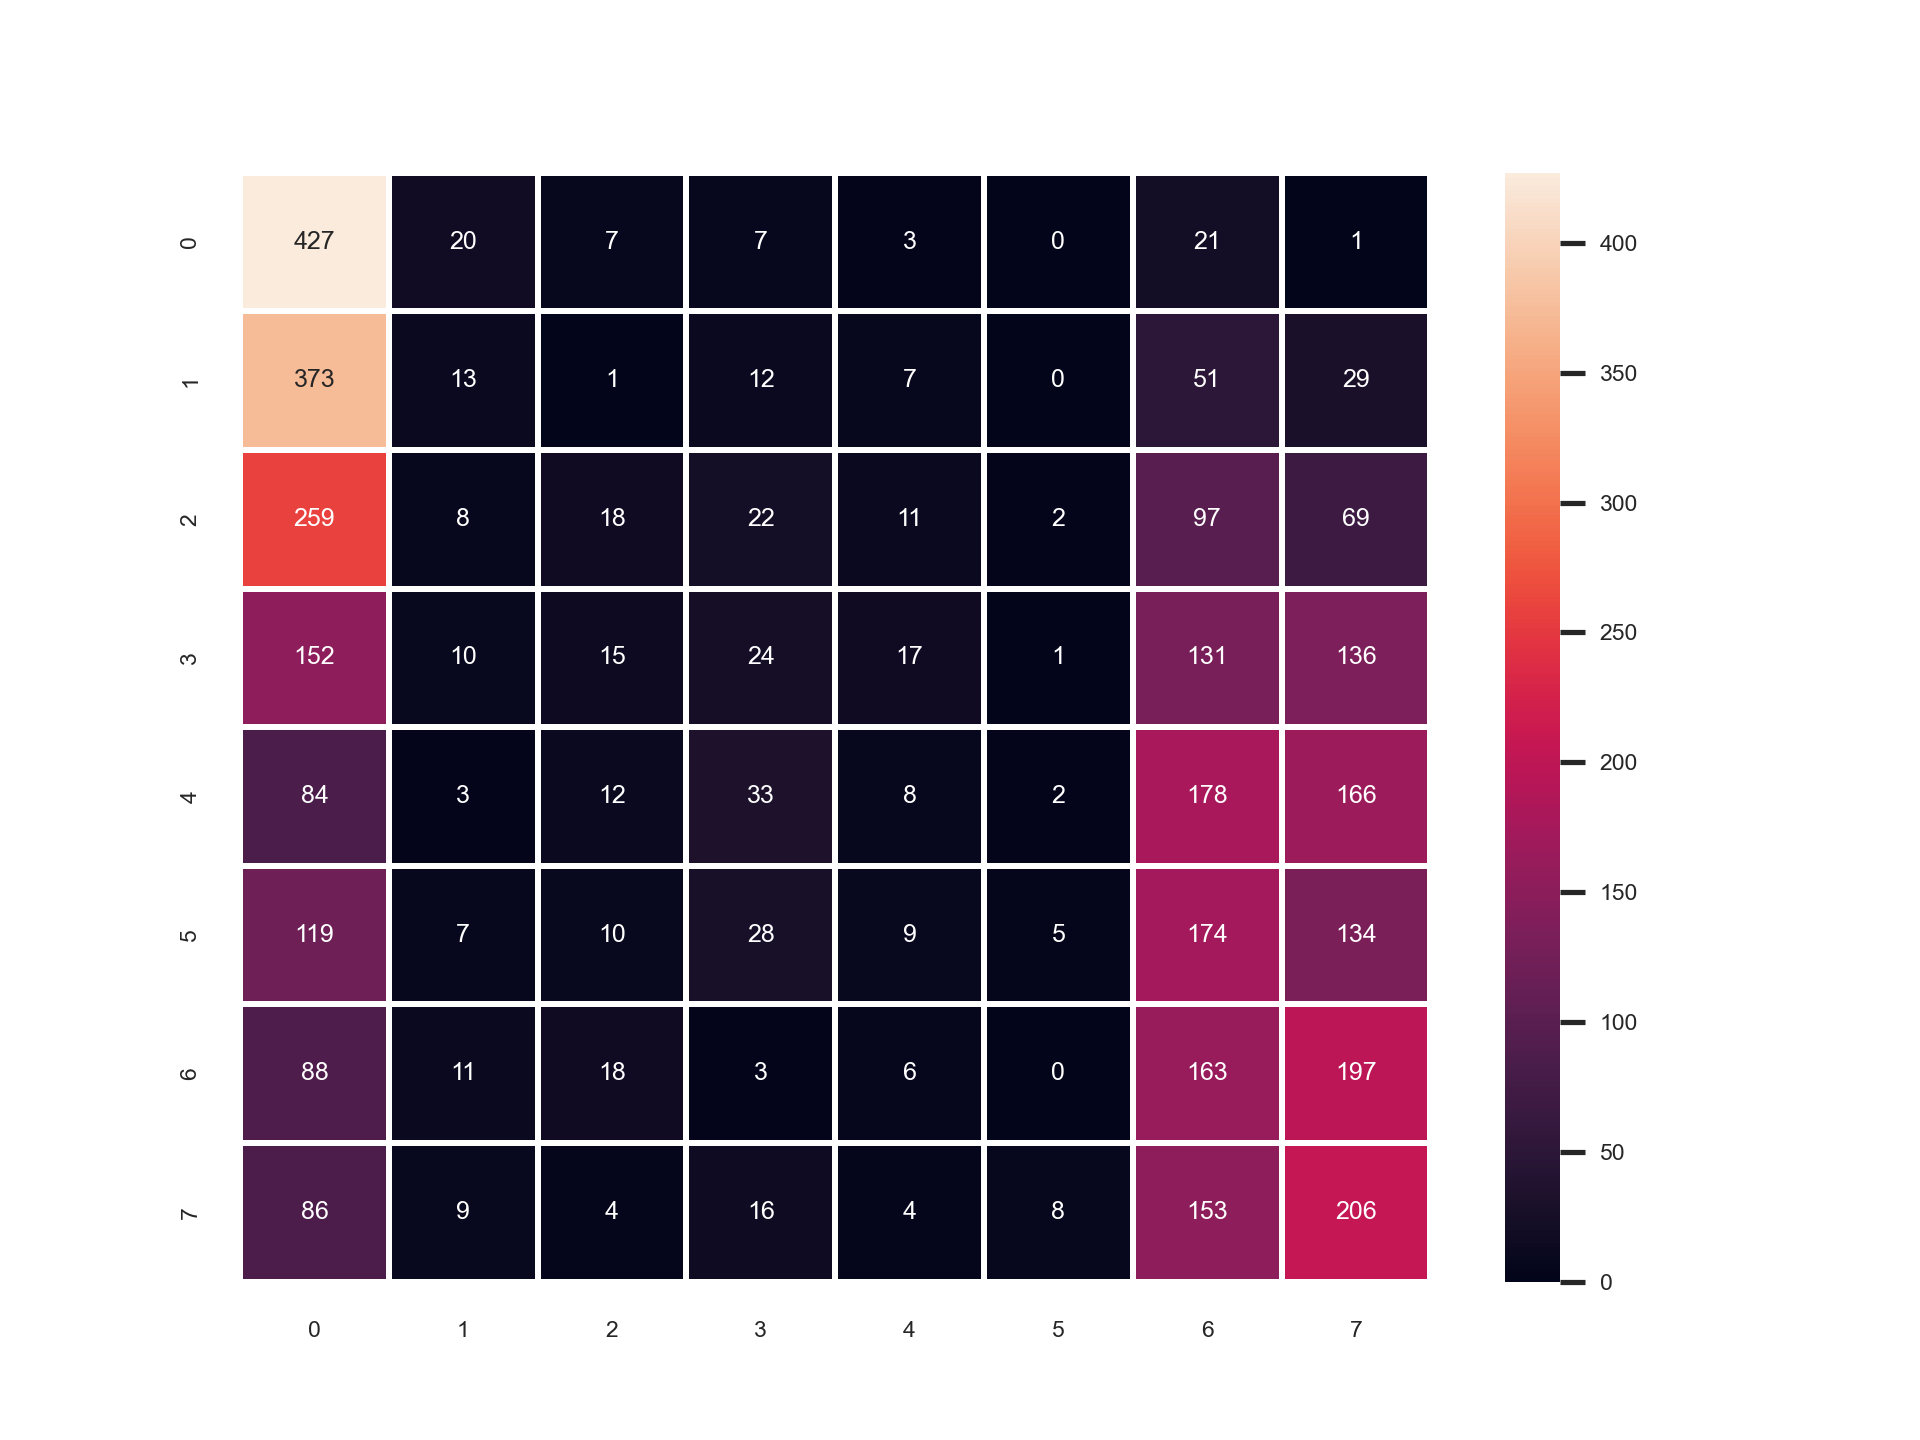 0 427 20 7 7 3 0 21 1
1 373 13 1 12 7 0 51 29
2 259 8 18 22 11 2 97 69
3 152 10 15 24 17 1 131 136
4 84 3 12 33 8 2 178 166
5 119 7 10 28 9 5 174 134
6 88 11 18 3 6 0 163 197
7 86 9 4 16 4 8 153 206
0 1 2 3 4 5 6 7
400
350
300
250
200
150
100
50
0